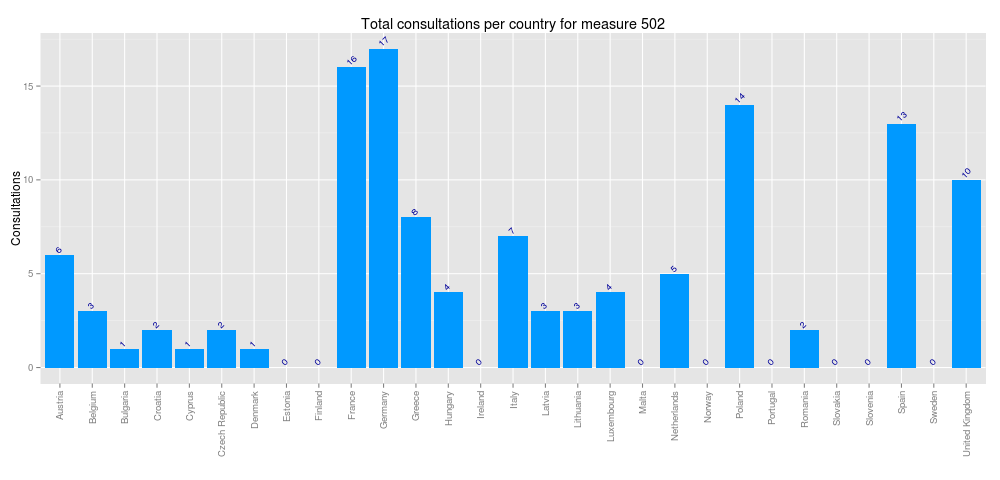 Total consultations per country for measure 502
Consultations
15
10
5
0
6
3
1
2
1
2
1
0
0
16
17
8
4
0
7
3
3
4
0
5
0
14
0
2
0
0
13
0
10
Austria
Belgium
Bulgaria
Croatia
Cyprus
Czech Republic
Denmark
Estonia
Finland
France
Germany
Greece
Hungary
Ireland
Italy
Latvia
Lithuania
Luxembourg
Malta
Netherlands
Norway
Poland
Portugal
Romania
Slovakia
Slovenia
Spain
Sweden
United Kingdom